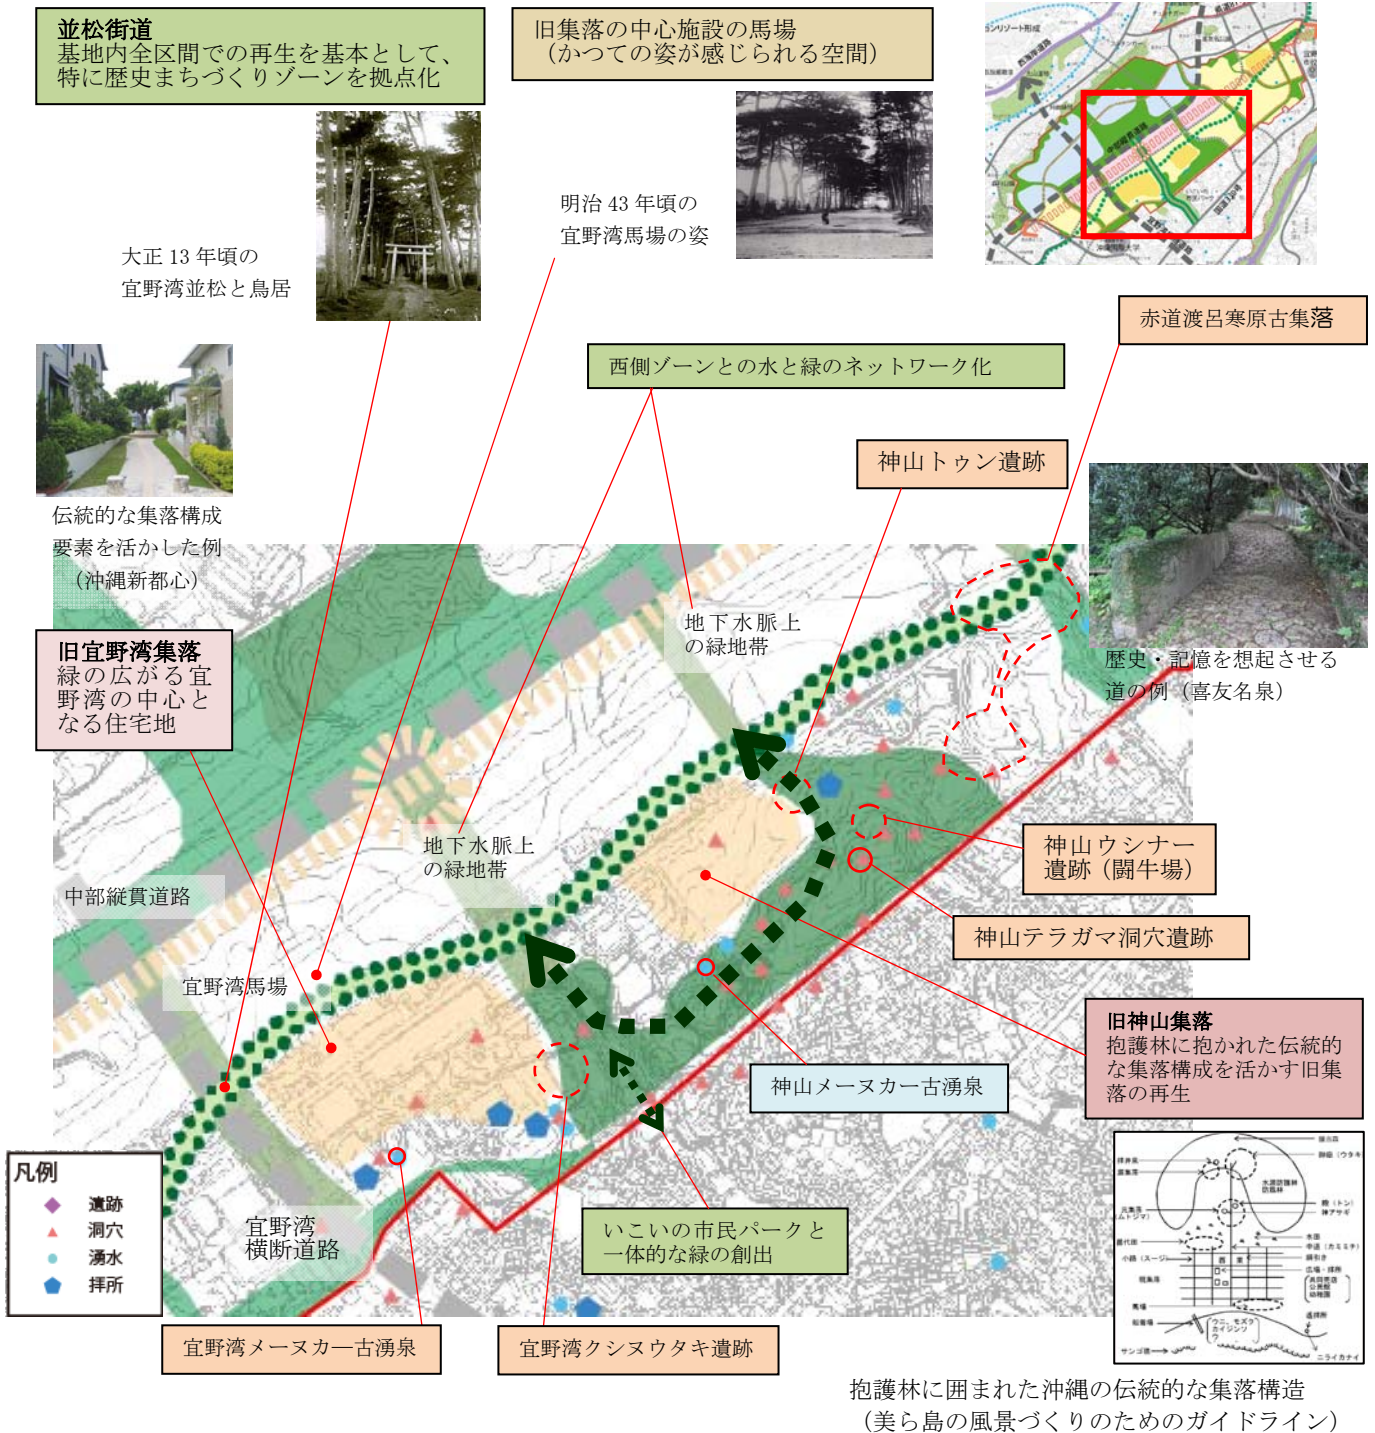 並松街道
基地内全区間での再生を基本として、
特に歴史まちづくりゾーンを拠点化
旧集落の中心施設の馬場
（かつての姿が感じられる空間）
明治 43 年頃の
宜野湾馬場の姿
大正 13 年頃の
宜野湾並松と鳥居
赤道渡呂寒原古集落
西側ゾーンとの水と緑のネットワーク化
神山トゥン遺跡
伝統的な集落構成
要素を活かした例
（沖縄新都心）
地下水脈上
の緑地帯
歴史・記憶を想起させる
道の例（喜友名泉）
旧宜野湾集落
緑の広がる宜
野湾の中心と
なる住宅地
地下水脈上
の緑地帯
神山ウシナー
遺跡（闘牛場）
中部縦貫道路
神山テラガマ洞穴遺跡
宜野湾馬場
旧神山集落
抱護林に抱かれた伝統的
な集落構成を活かす旧集
落の再生
神山メーヌカー古湧泉
凡例
遺跡
洞穴
湧水
拝所
宜野湾
横断道路
いこいの市民パークと
一体的な緑の創出
宜野湾メーヌカ―古湧泉
宜野湾クシヌウタキ遺跡
馬場
サンゴ礁
ニライカナイ
抱護林に囲まれた沖縄の伝統的な集落構造
（美ら島の風景づくりのためのガイドライン）